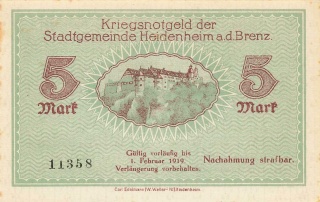 Kriegsnotgeld der
Stadtgemeinde Heidenheim a.d. Brenz.
5 5
Mark Mark
Gültig vorläufig bis
1. Februar 1919.
Verlängerung vorbehalten.
11358
Nachahmung strafbar.
Heidenheim.